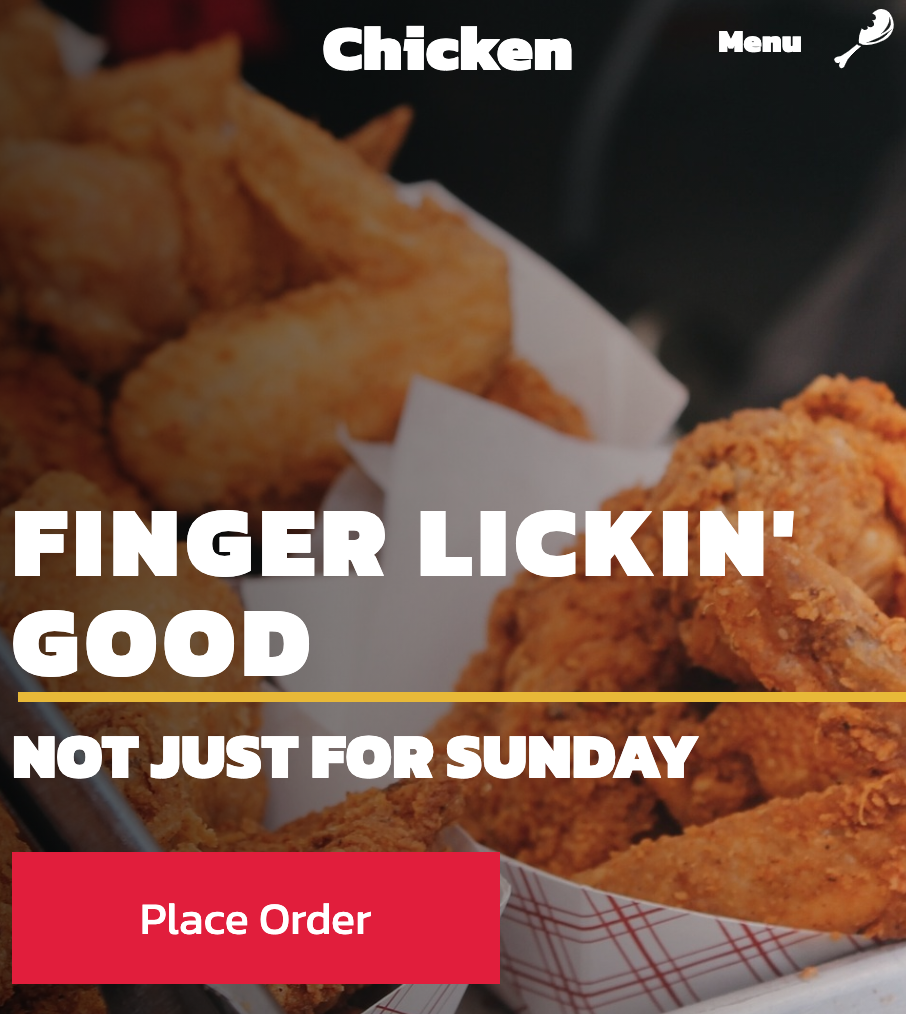 Chicken
Menu
FINGER LICKIN'
GOOD
NOT JUST FOR SUNDAY
Place Order